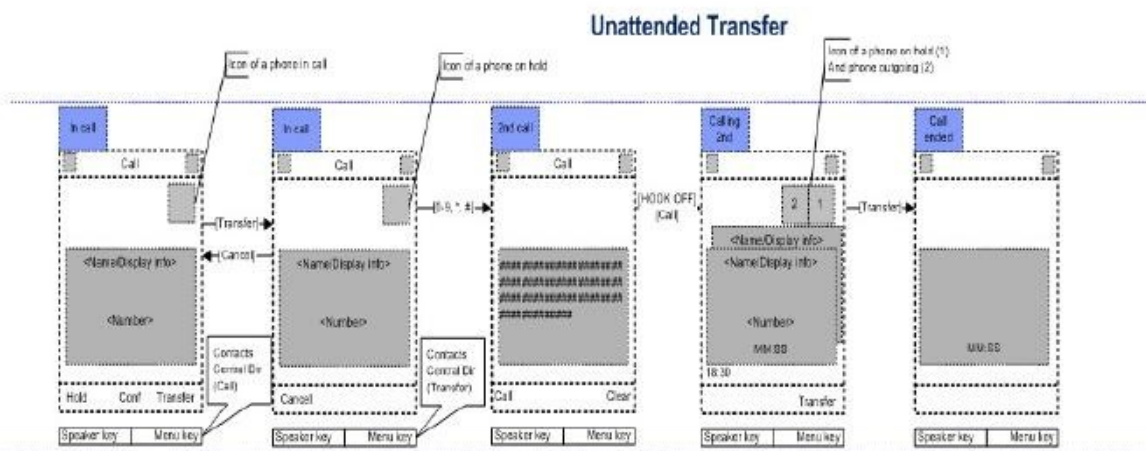 Unattended Transfer
Icon of a phone in call
Icon of a phone on hold
Icon of a phone on hold (1)
And phone outgoing (2)
In call
In call
2nd call
Calling
2nd
Call
ended
Call
Call
Call
[Transfer]
[Cancel]
[0-9, *, #]
[HOOK OFF]
[Call]
2 1
[Transfer]
<Name/Display info>
<Number>
<Name/Display info>
<Number>
######################
######################
######################
############
<Name/Display info>
<Name/Display info>
<Number>
MM:SS
18:30
MM:SS
Contacts
Central Dir
(Call)
Contacts
Central Dir
(Transfer)
Hold Conf Transfer
Cancel
Call Clear
Transfer
Speaker key Menu key
Speaker key Menu key
Speaker key Menu key
Speaker key Menu key
Speaker key Menu key